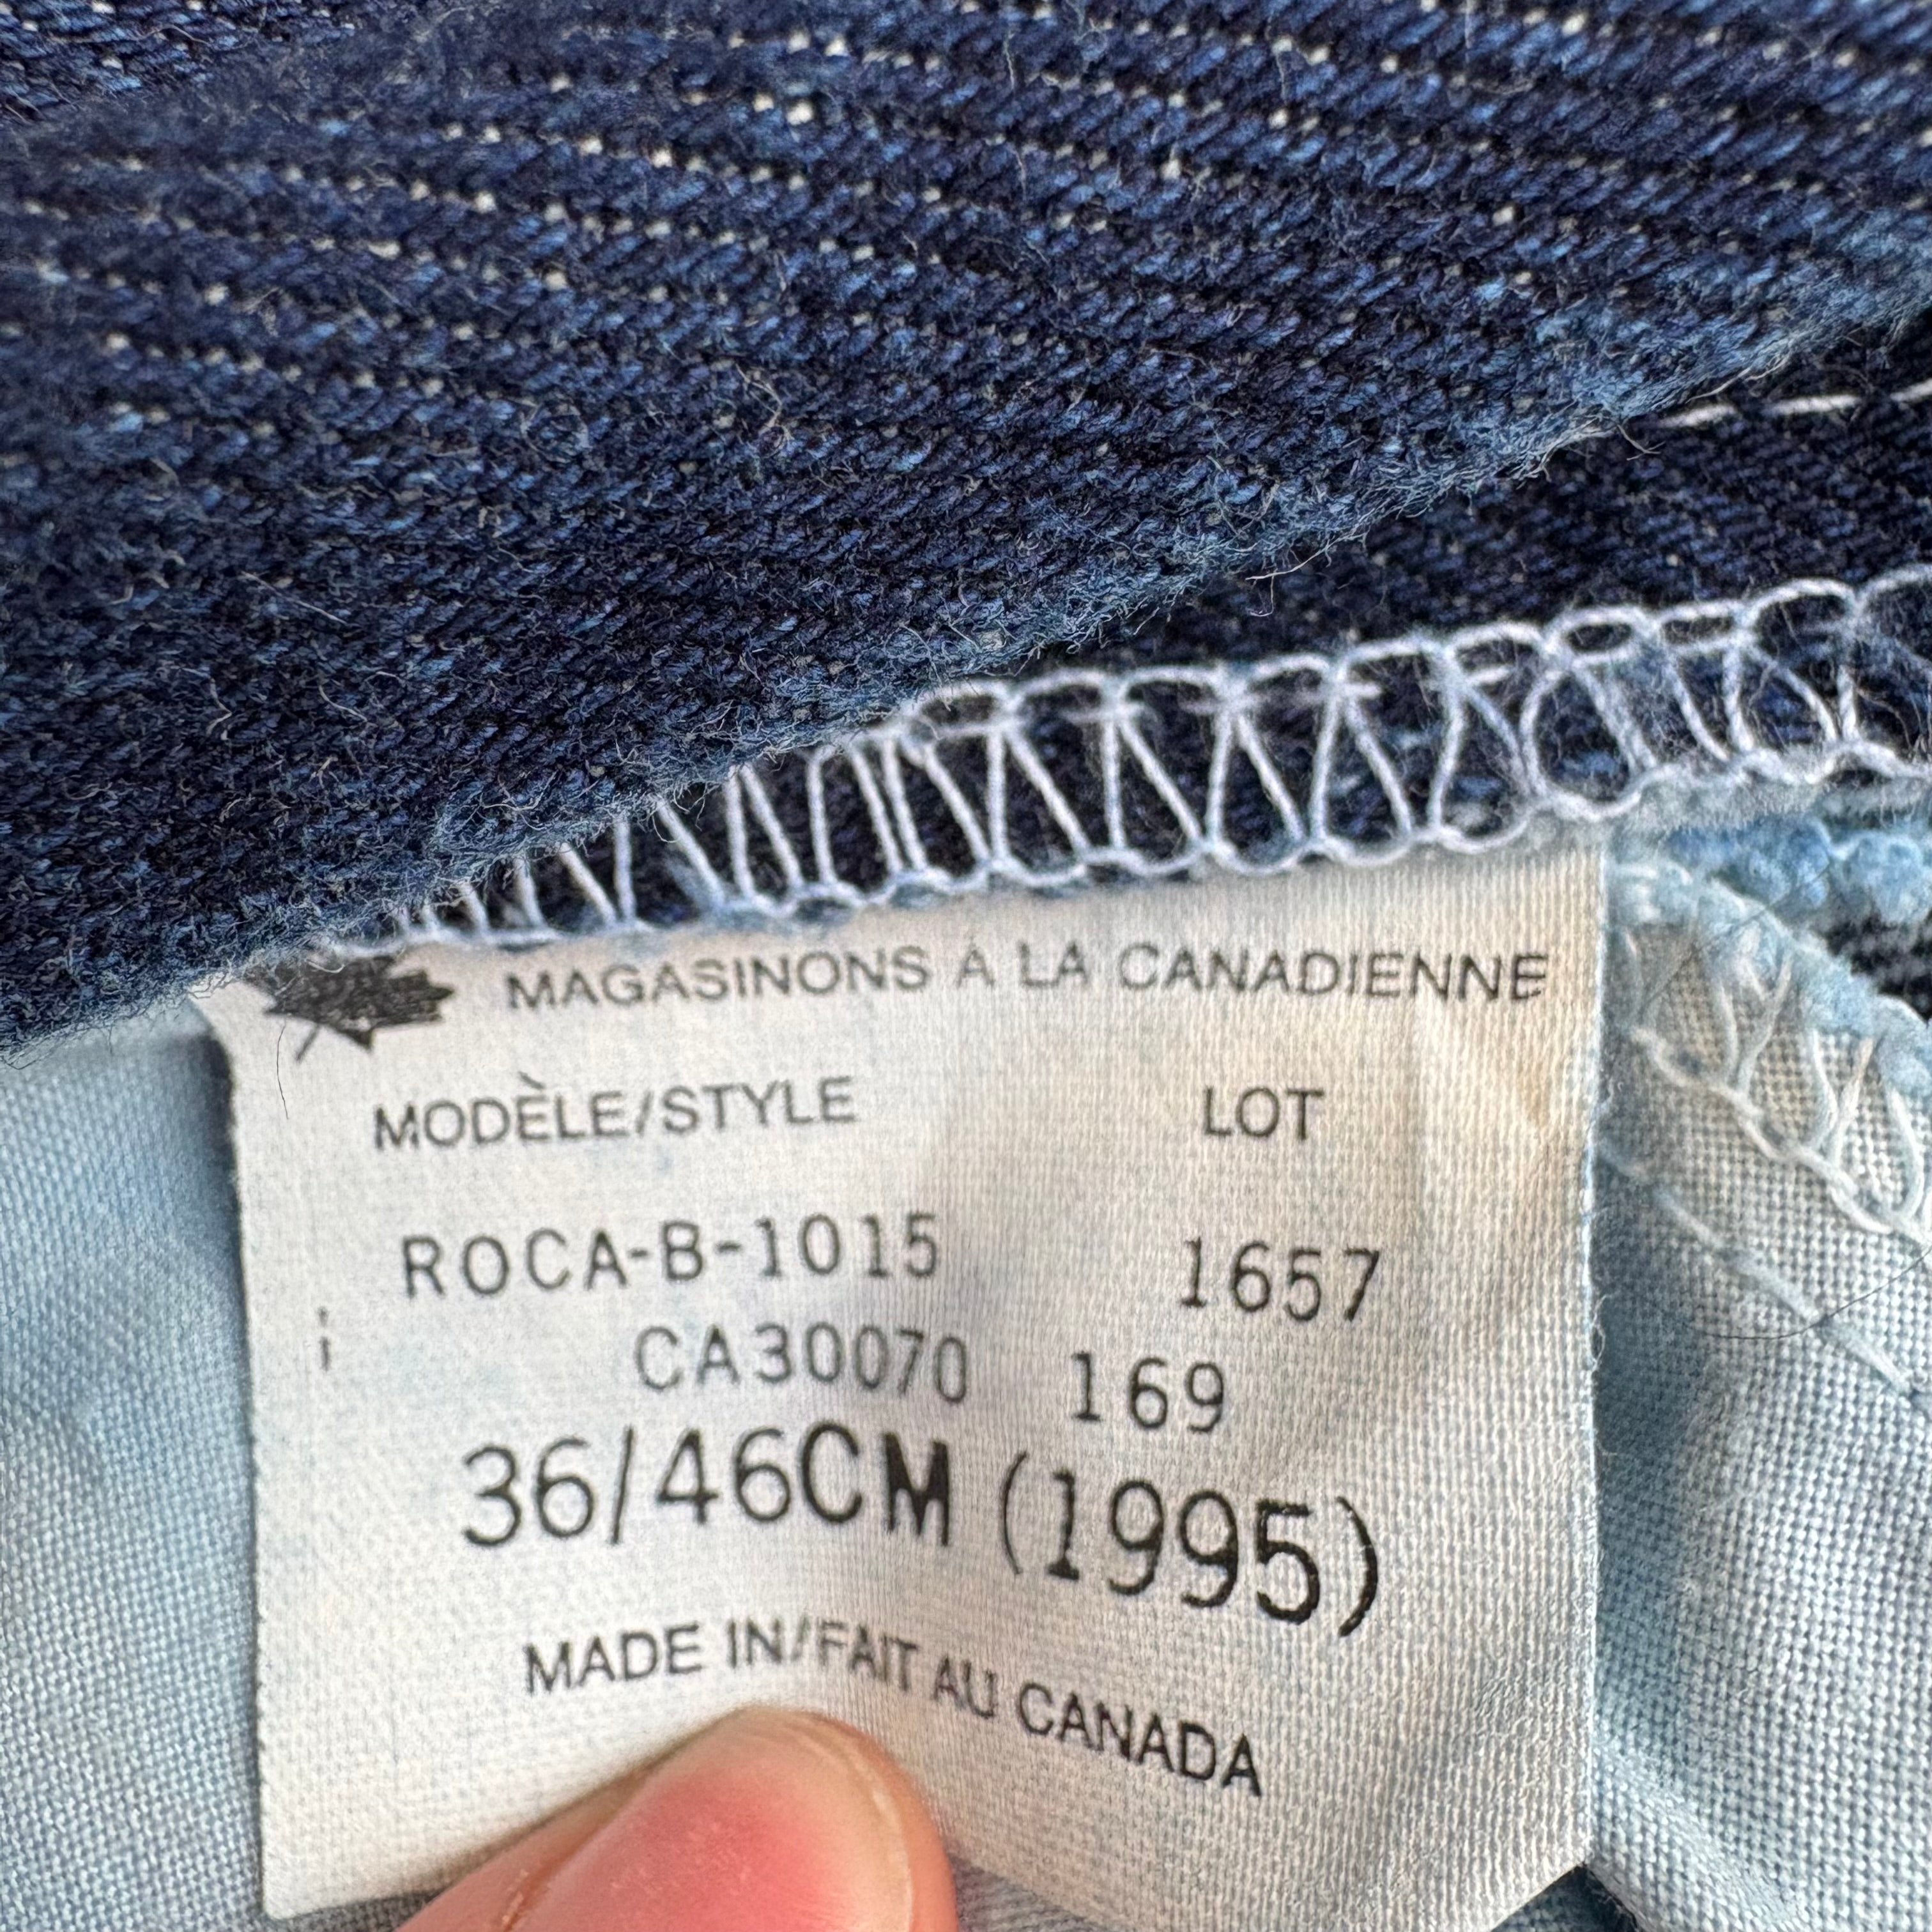 MAGASINONS À LA CANADIENNE
MODÈLE/STYLE LOT
ROCA-B-1015 1657
CA30070 169
36/46CM (1995)
MADE IN/FAIT AU CANADA